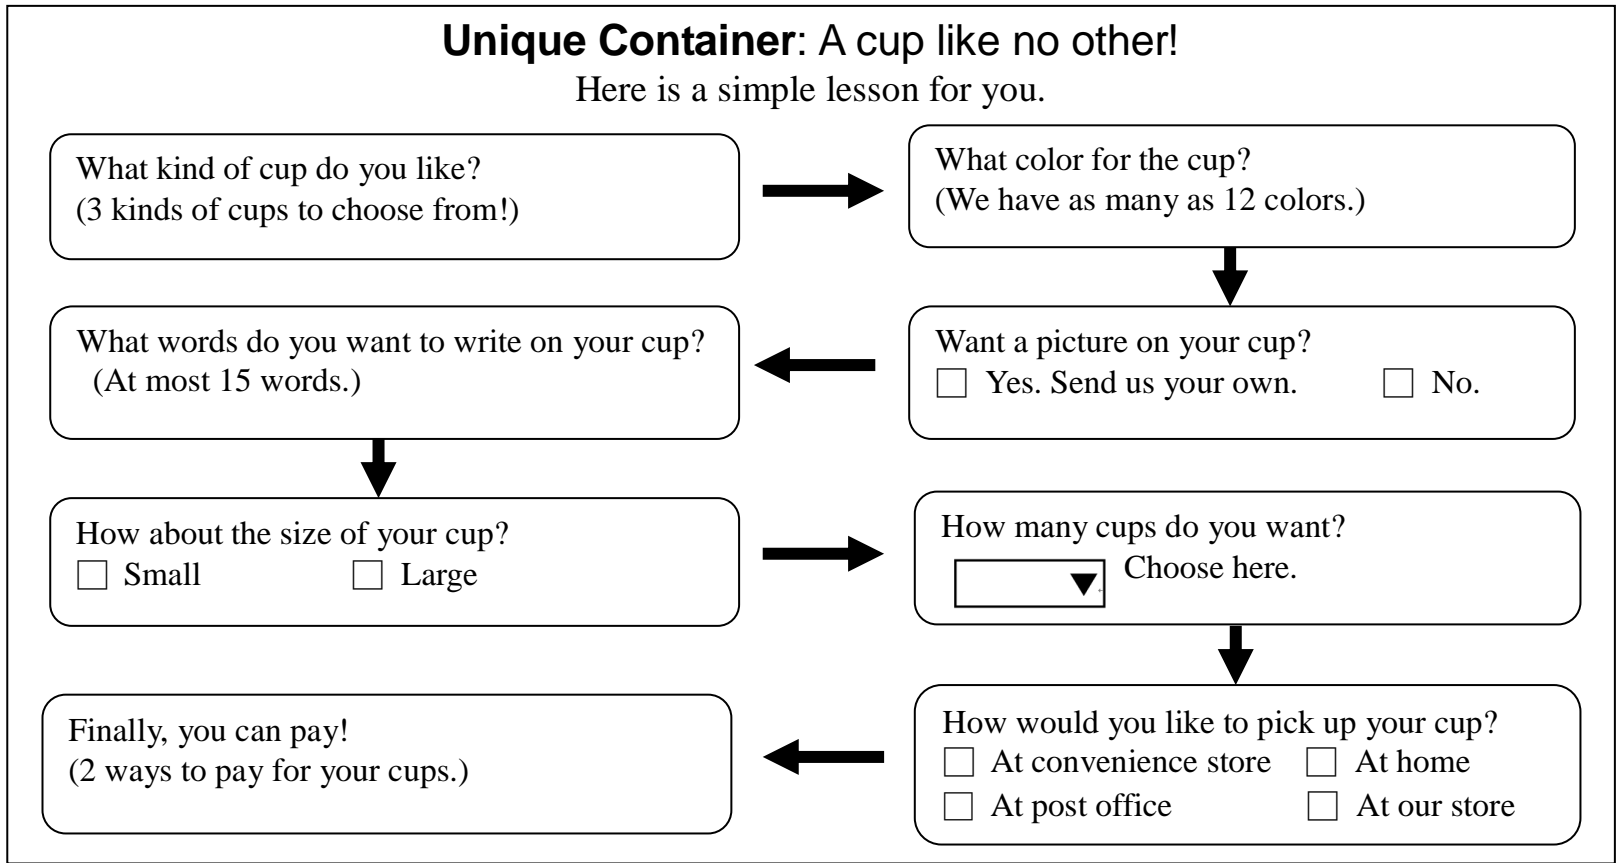 Unique Container: A cup like no other!
Here is a simple lesson for you.
What kind of cup do you like?
(3 kinds of cups to choose from!)
What color for the cup?
(We have as many as 12 colors.)
Want a picture on your cup?
☐ Yes. Send us your own. ☐ No.
What words do you want to write on your cup?
(At most 15 words.)
How about the size of your cup?
☐ Small ☐ Large
How many cups do you want?
Choose here.
How would you like to pick up your cup?
☐ At convenience store ☐ At home
☐ At post office ☐ At our store
Finally, you can pay!
(2 ways to pay for your cups.)